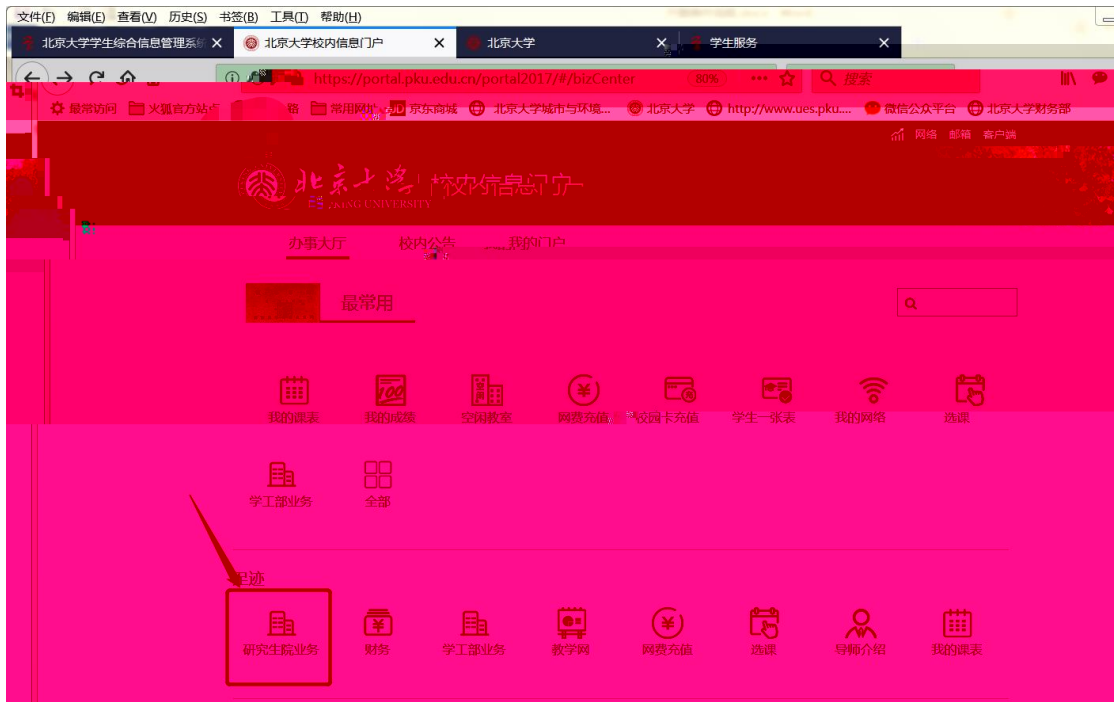 文件(F) 编辑(E) 查看(V) 历史(S) 书签(B) 工具(T) 帮助(H)
北京大学学生综合信息管理系统 北京大学校内信息门户 北京大学 学生服务
https://portal.pku.edu.cn/portal2017/#/bizCenter 80% 搜索
最常访问 火狐官方站点 常用网址 JD 京东商城 北京大学城市与环境... 北京大学 http://www.ues.pku.... 微信公众平台 北京大学财务部
网络 邮箱 客户端
北京大学 校内信息门户
PEKING UNIVERSITY
办事大厅 校内公告 我的门户
最常用
我的课表 我的成绩 空闲教室 网费充值 校园卡充值 学生一张表 我的网络 选课
学工部业务 全部
足迹
研究生院业务 财务 学工部业务 教学网 网费充值 选课 导师介绍 我的课表